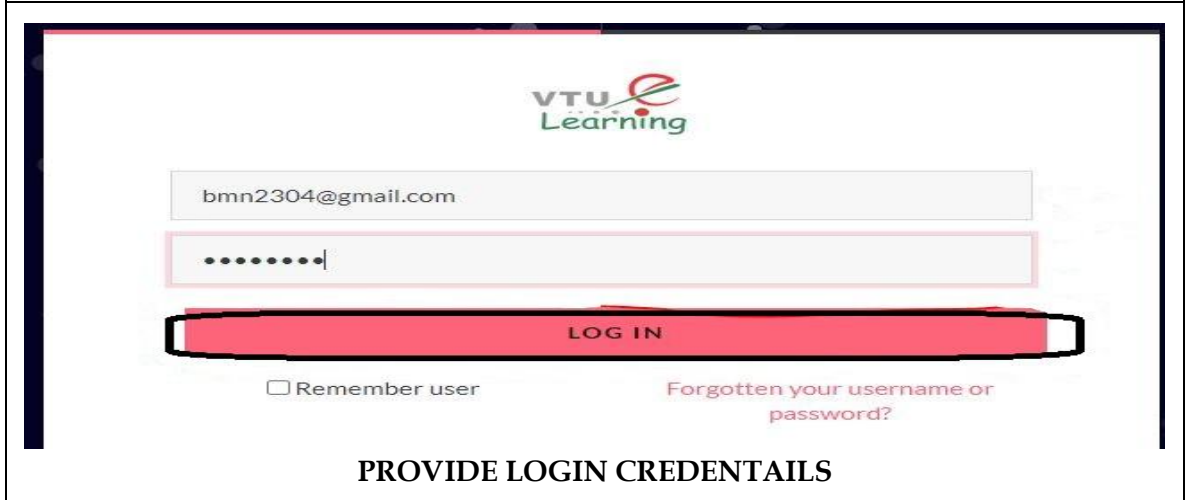 VTU e
Learning
bmn2304@gmail.com
••••••••
LOG IN
Remember user
Forgotten your username or
password?
PROVIDE LOGIN CREDENTAILS